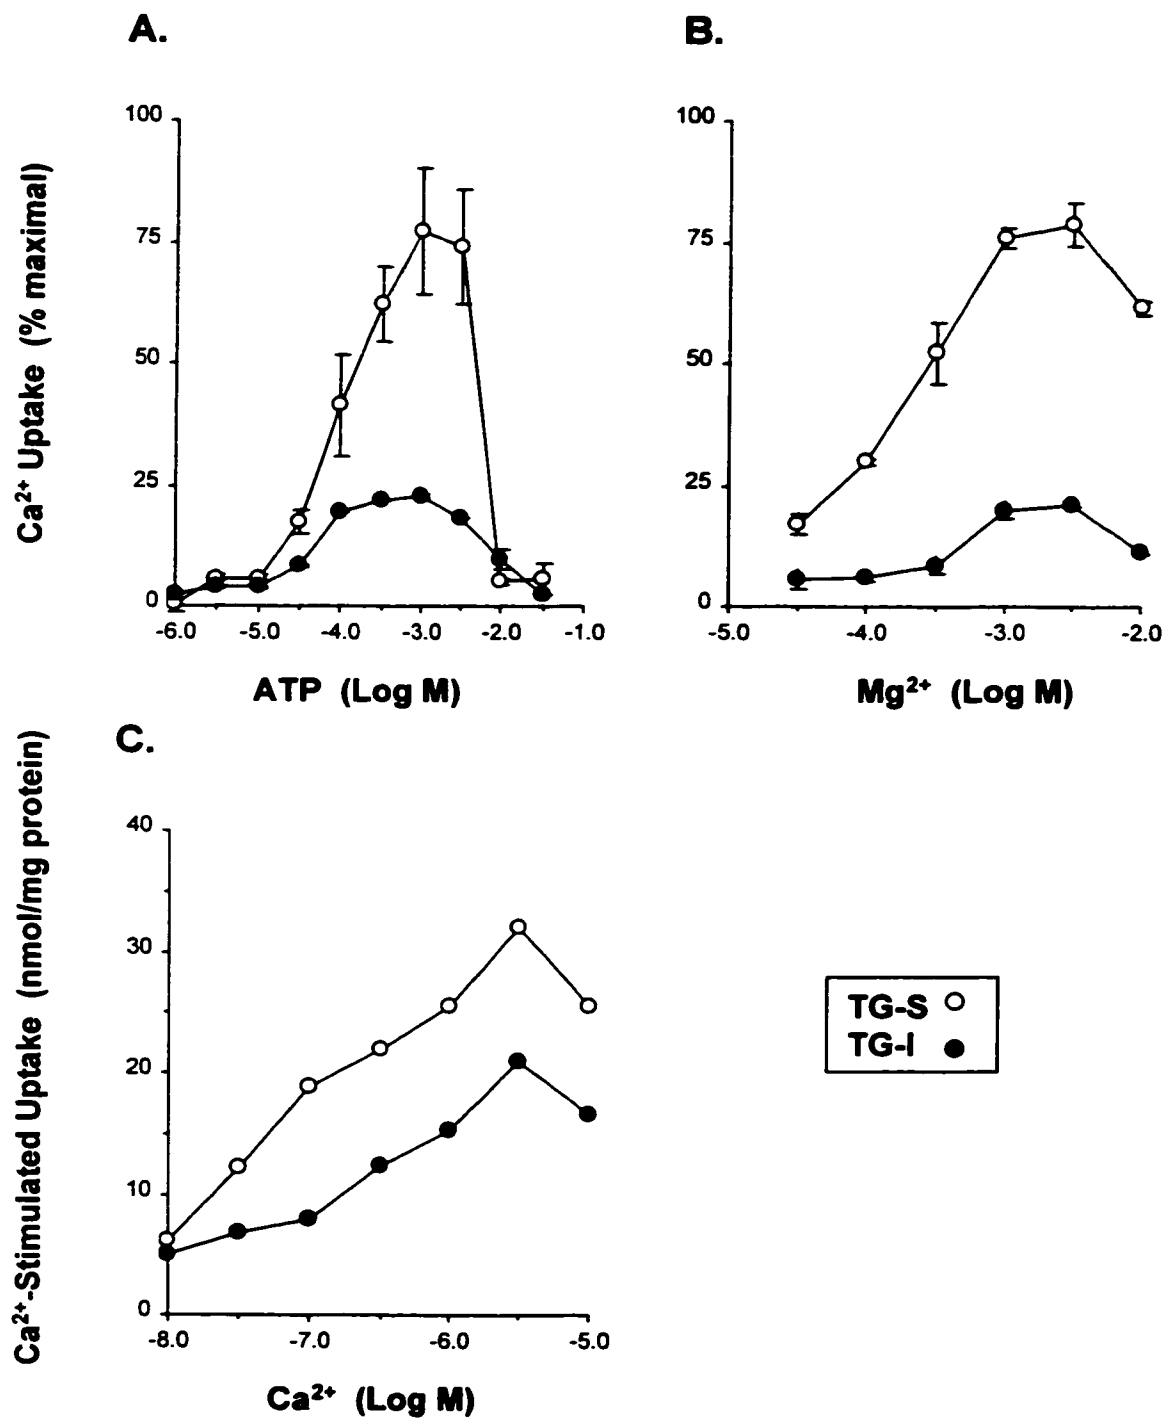 A.
B.
Ca²⁺ Uptake (% maximal)
100
75
50
25
0
-6.0 -5.0 -4.0 -3.0 -2.0 -1.0
ATP (Log M)
100
75
50
25
0
-5.0 -4.0 -3.0 -2.0
Mg²⁺ (Log M)
C.
Ca²⁺-Stimulated Uptake (nmol/mg protein)
40
30
20
10
0
-8.0 -7.0 -6.0 -5.0
Ca²⁺ (Log M)
TG-S
TG-I